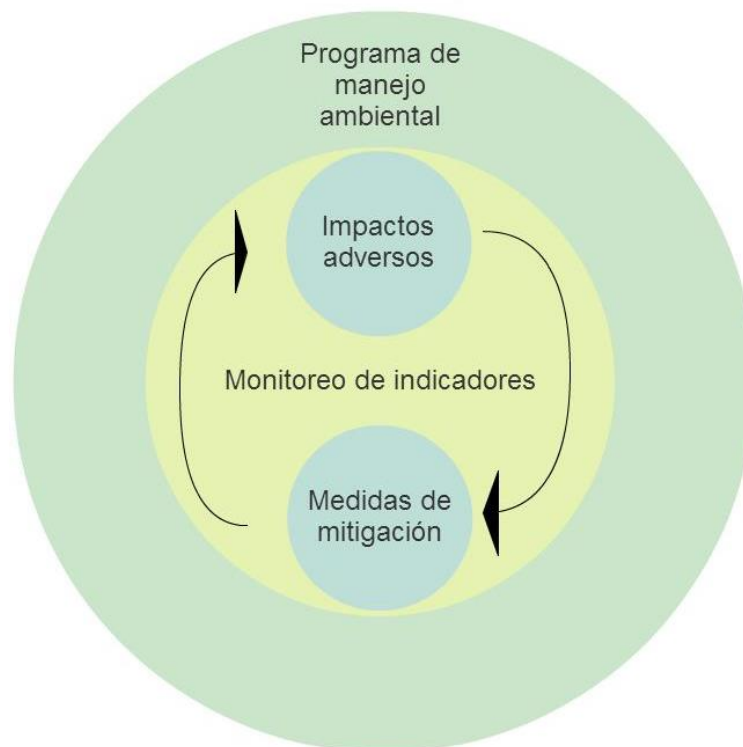 Programa de
manejo
ambiental
Impactos
adversos
Monitoreo de indicadores
Medidas de
mitigación